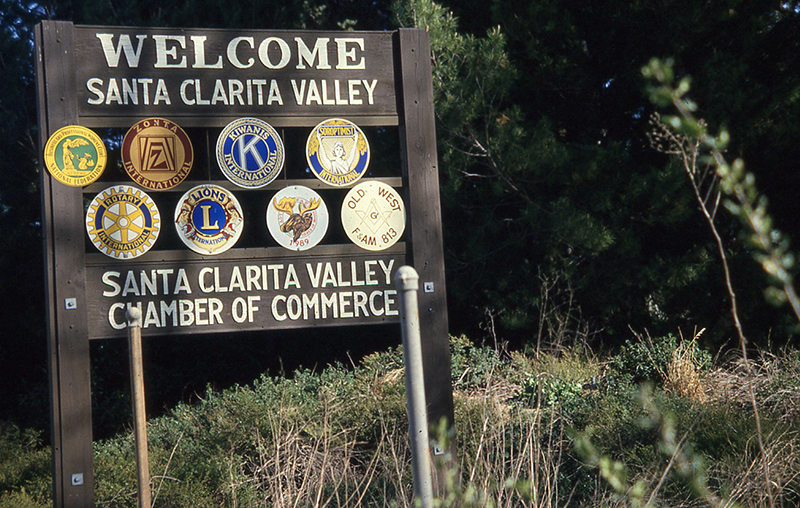 WELCOME
SANTA CLARITA VALLEY
ZONTA
INTERNATIONAL
KIWANIS
K
INTERNATIONAL
SOROPTIMIST
INTERNATIONAL
ROTARY
INTERNATIONAL
LIONS
L
INTERNATIONAL
1989
OLD WEST
G
F&AM 813
SANTA CLARITA VALLEY
CHAMBER OF COMMERCE